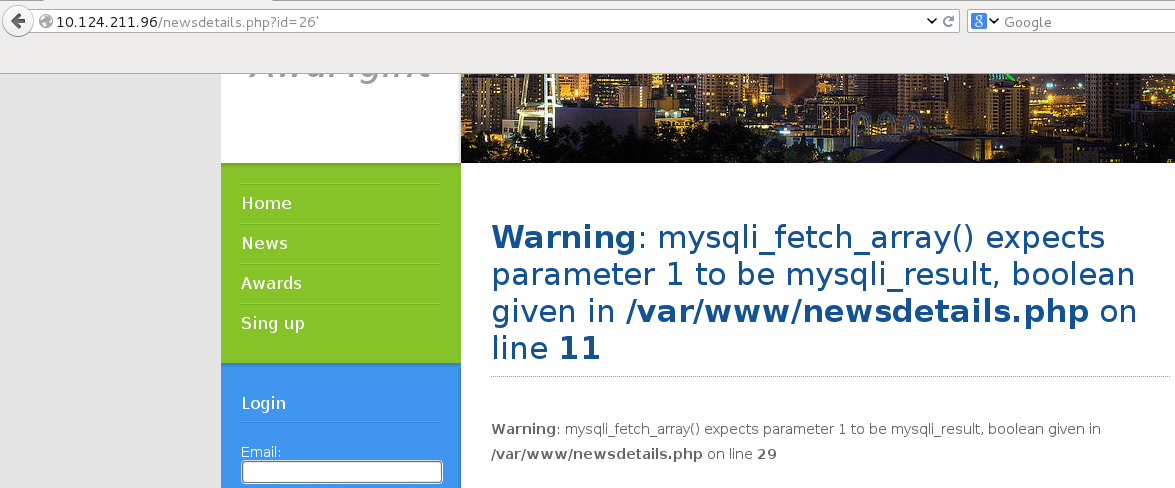 10.124.211.96/newsdetails.php?id=26'
Google
Home
News
Awards
Sing up
Login
Email:
Warning: mysqli_fetch_array() expects
parameter 1 to be mysqli_result, boolean
given in /var/www/newsdetails.php on
line 11
Warning: mysqli_fetch_array() expects parameter 1 to be mysqli_result, boolean given in
/var/www/newsdetails.php on line 29